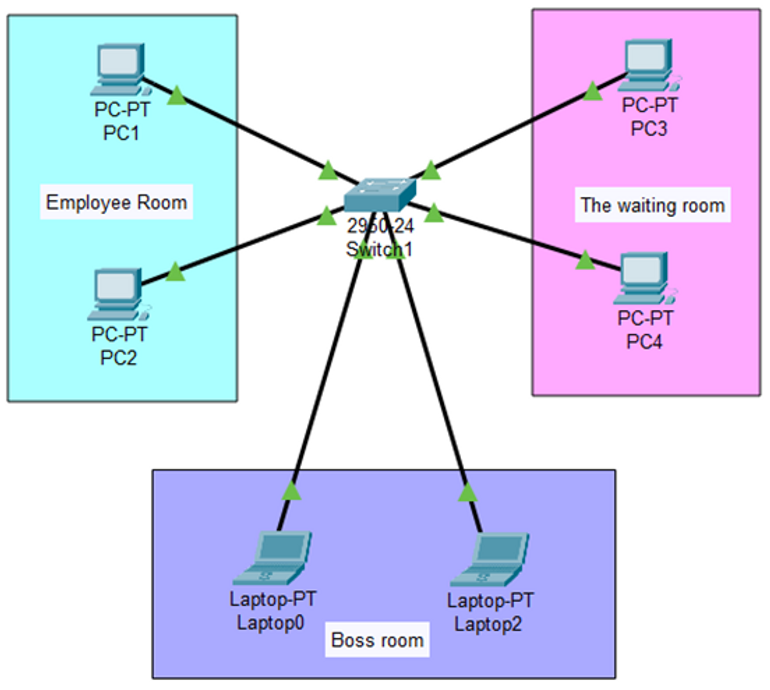 PC-PT
PC1
Employee Room
PC-PT
PC2
2950-24
Switch1
PC-PT
PC3
The waiting room
PC-PT
PC4
Laptop-PT
Laptop0
Laptop-PT
Laptop2
Boss room